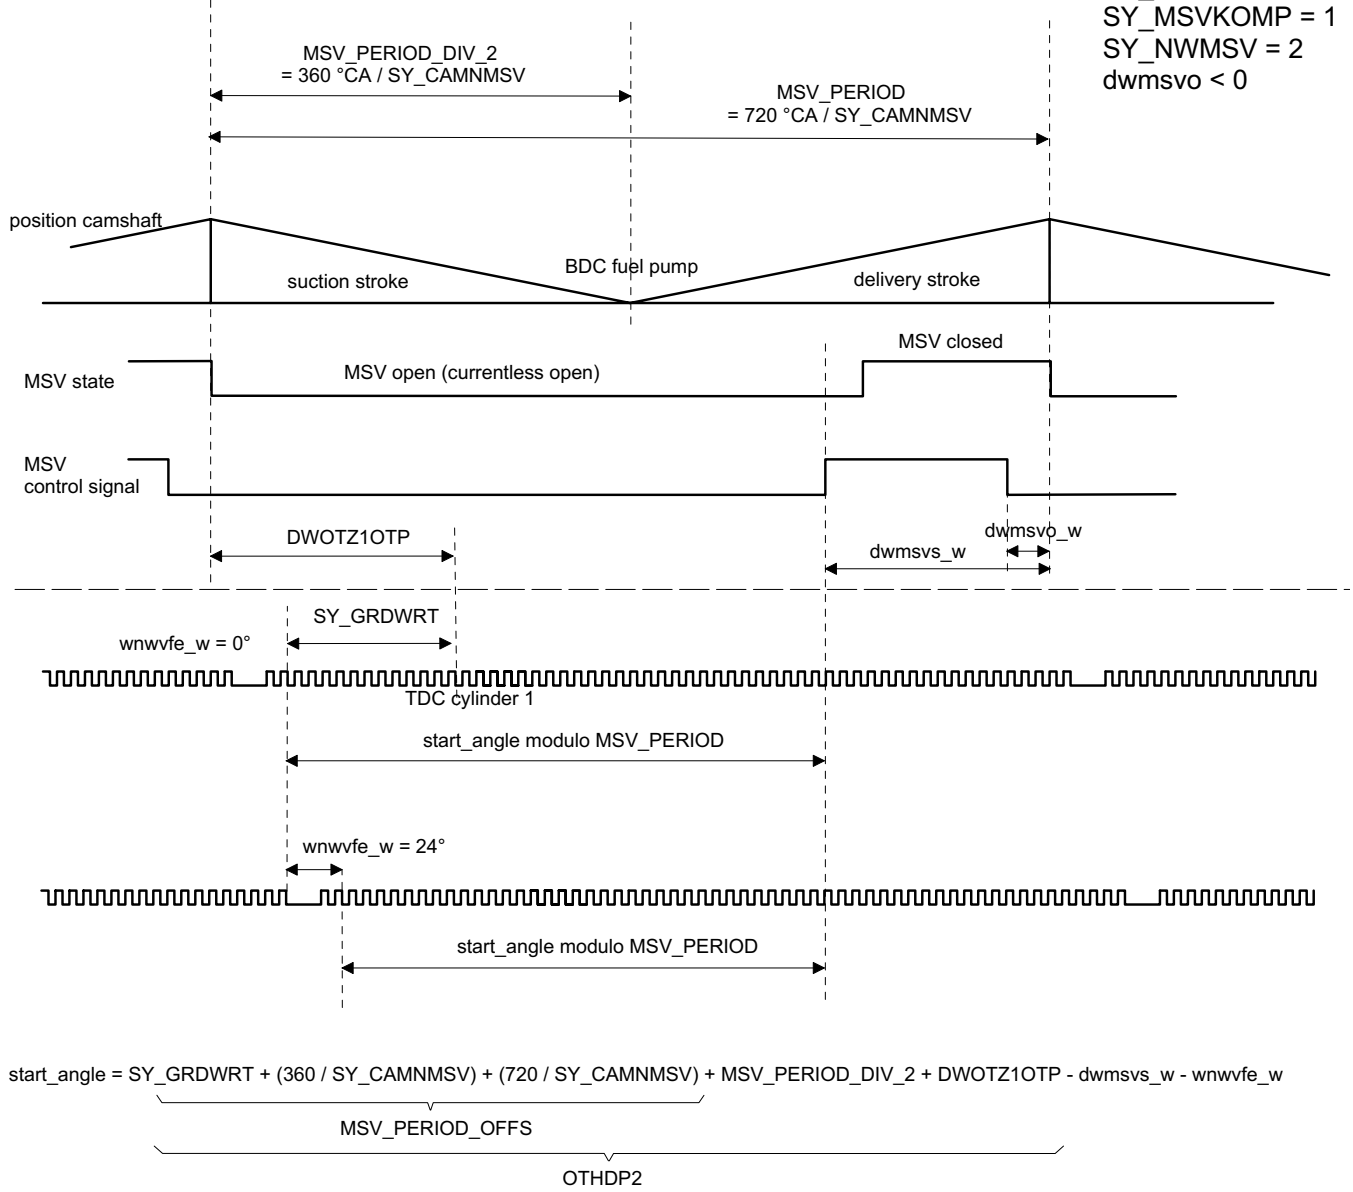 SY_MSVKOMP = 1
SY_NWMSV = 2
dwmsvo < 0
MSV_PERIOD_DIV_2
= 360 °CA / SY_CAMNMSV
MSV_PERIOD
= 720 °CA / SY_CAMNMSV
position camshaft
BDC fuel pump
suction stroke
delivery stroke
MSV closed
MSV state
MSV open (currentless open)
MSV
control signal
DWOTZ1OTP
dwmsvo_w
dwmsvs_w
SY_GRDWRT
wnwvfe_w = 0°
TDC cylinder 1
start_angle modulo MSV_PERIOD
wnwvfe_w = 24°
start_angle modulo MSV_PERIOD
start_angle = SY_GRDWRT + (360 / SY_CAMNMSV) + (720 / SY_CAMNMSV) + MSV_PERIOD_DIV_2 + DWOTZ1OTP - dwmsvs_w - wnwvfe_w
MSV_PERIOD_OFFS
OTHDP2